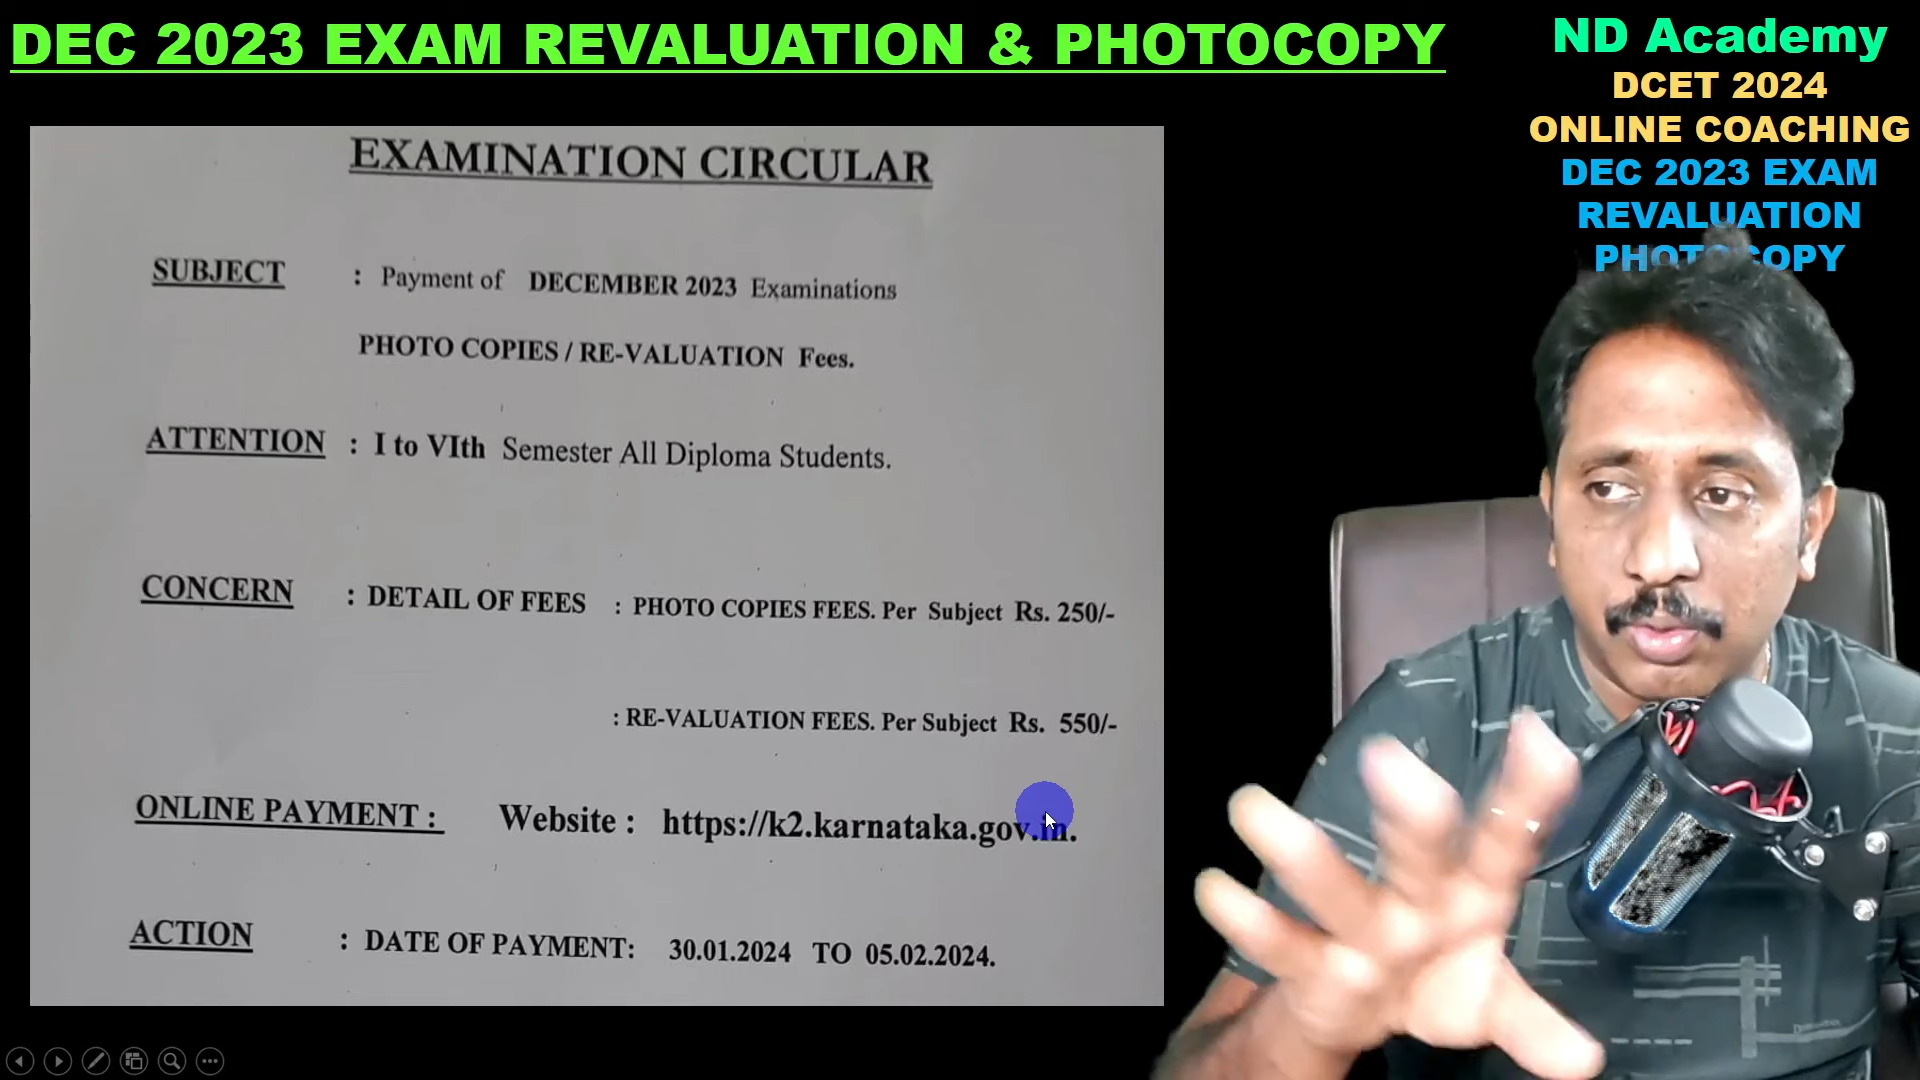 DEC 2023 EXAM REVALUATION & PHOTOCOPY
ND Academy
DCET 2024
ONLINE COACHING
DEC 2023 EXAM
REVALUATION
PHOTOCOPY
EXAMINATION CIRCULAR
SUBJECT : Payment of DECEMBER 2023 Examinations
PHOTO COPIES / RE-VALUATION Fees.
ATTENTION : I to VIth Semester All Diploma Students.
CONCERN : DETAIL OF FEES : PHOTO COPIES FEES. Per Subject Rs. 250/-
: RE-VALUATION FEES. Per Subject Rs. 550/-
ONLINE PAYMENT : Website : https://k2.karnataka.gov.in.
ACTION : DATE OF PAYMENT: 30.01.2024 TO 05.02.2024.